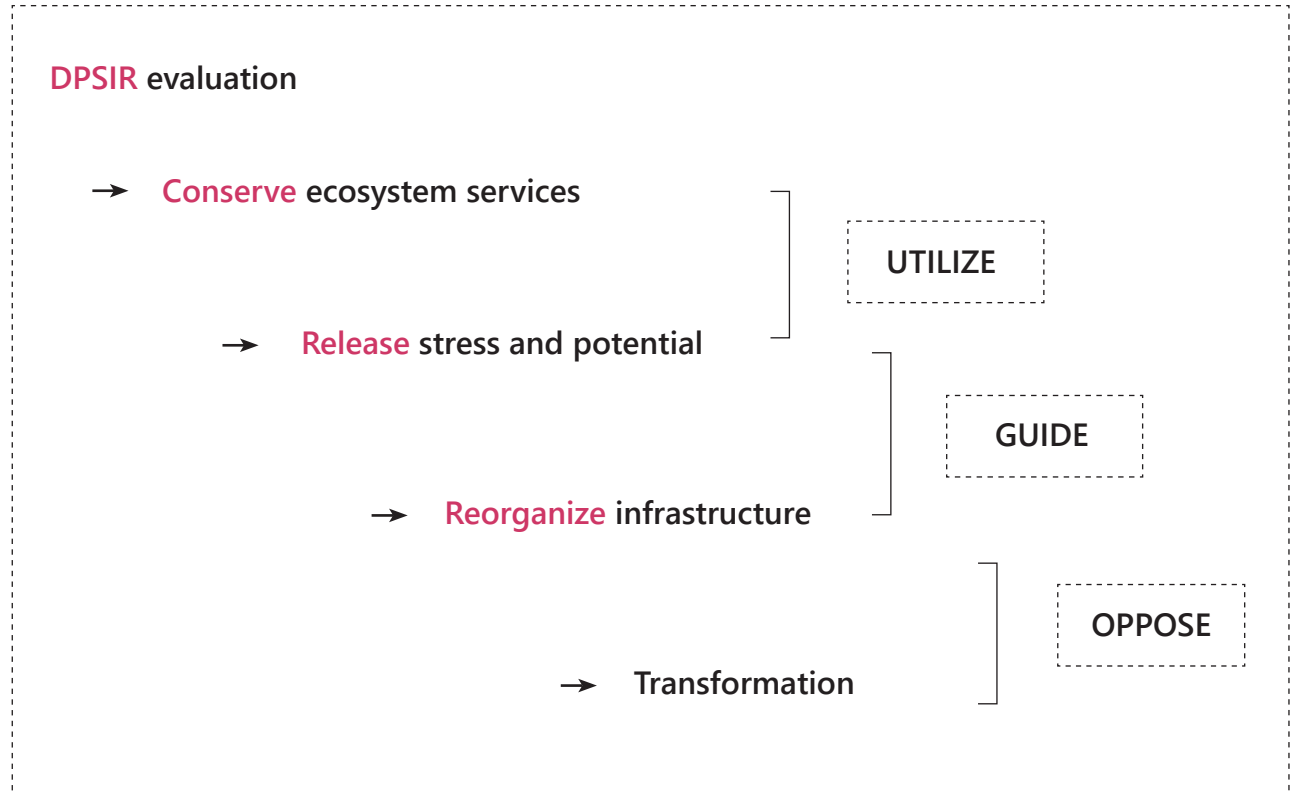 DPSIR evaluation
→ Conserve ecosystem services
UTILIZE
→ Release stress and potential
GUIDE
→ Reorganize infrastructure
OPPOSE
→ Transformation